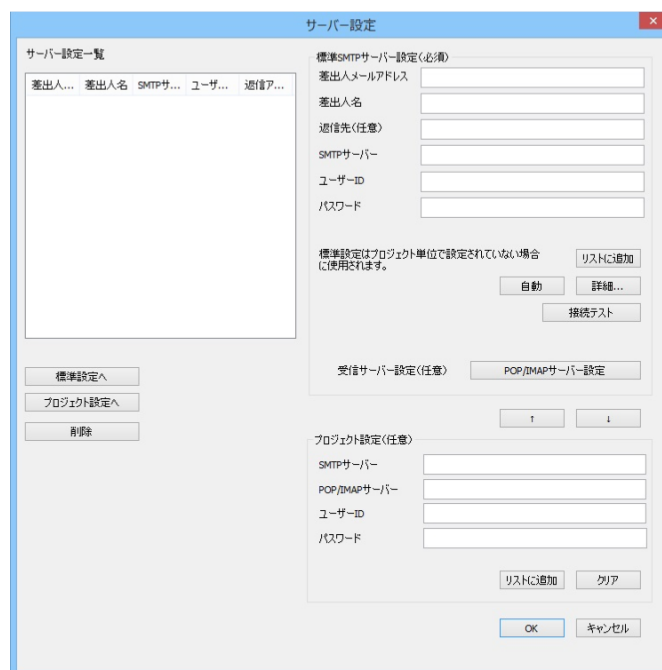 サーバー設定
サーバー設定一覧
差出人... 差出人名 SMTPサ... ユーザ... 返信ア...
標準設定へ
プロジェクト設定へ
削除
標準SMTPサーバー設定(必須)
差出人メールアドレス
差出人名
返信先(任意)
SMTPサーバー
ユーザーID
パスワード
標準設定はプロジェクト単位で設定されていない場合
に使用されます。
リストに追加
自動 詳細...
接続テスト
受信サーバー設定(任意) POP/IMAPサーバー設定
↑ ↓
プロジェクト設定(任意)
SMTPサーバー
POP/IMAPサーバー
ユーザーID
パスワード
リストに追加 クリア
OK キャンセル